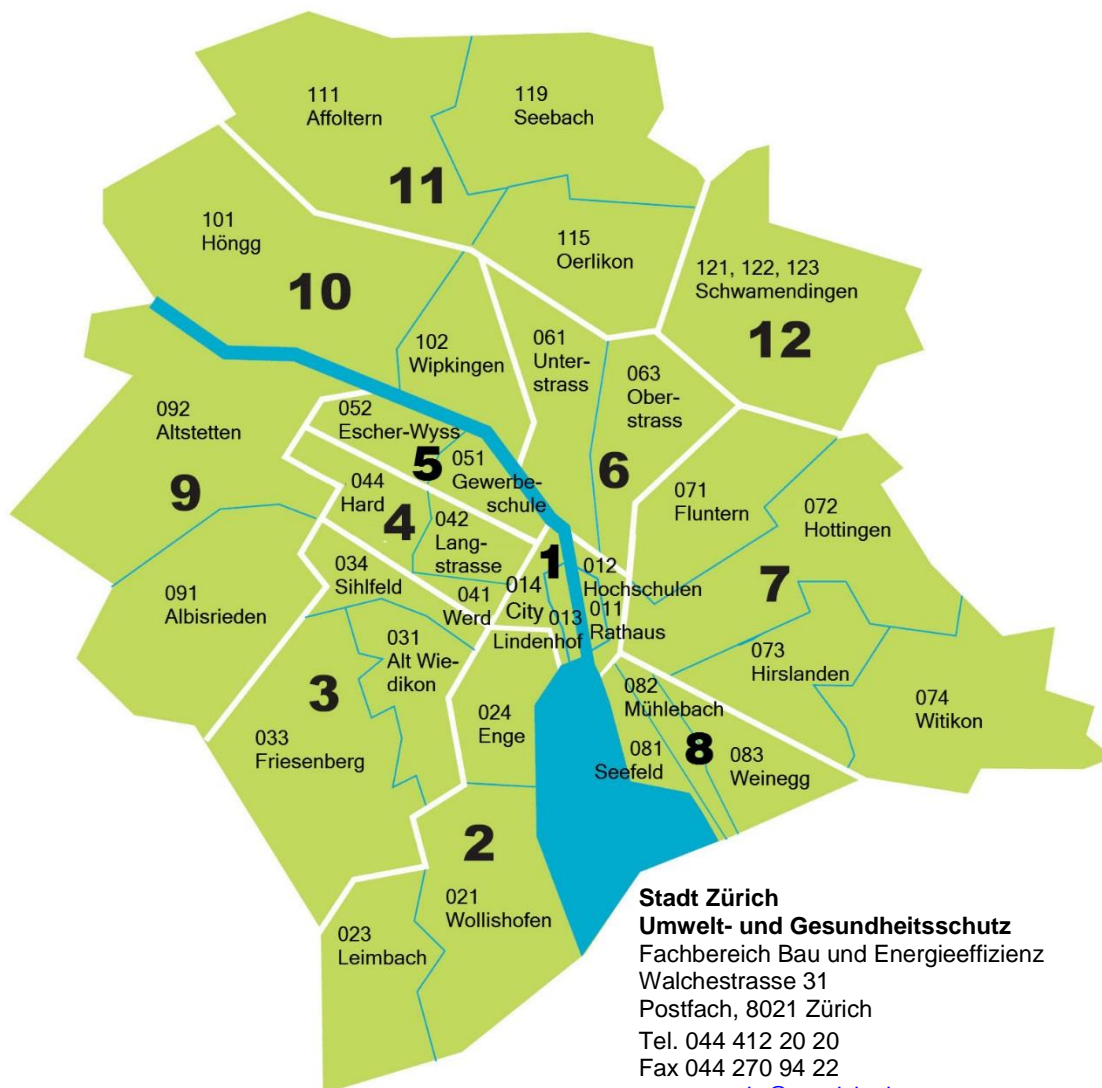 111
Affoltern
119
Seebach
11
101
Höngg
115
Oerlikon
121, 122, 123
Schwamendingen
10
12
102
Wipkingen
061
Unter-
strass
063
Ober-
strass
092
Altstetten
052
Escher-Wyss
5
051
Gewerbe-
schule
6
9
044
Hard
4
042
Lang-
strasse
071
Fluntern
072
Hottingen
7
1
012
Hochschulen
034
Sihlfeld
041
Werd
014
City
013
Lindenhof
011
Rathaus
091
Albisrieden
031
Alt Wie-
dikon
3
033
Friesenberg
024
Enge
082
Mühlebach
8
081
Seefeld
083
Weinegg
073
Hirslanden
074
Witikon
2
021
Wollishofen
023
Leimbach
Stadt Zürich
Umwelt- und Gesundheitsschutz
Fachbereich Bau und Energieeffizienz
Walchestrasse 31
Postfach, 8021 Zürich
Tel. 044 412 20 20
Fax 044 270 94 22